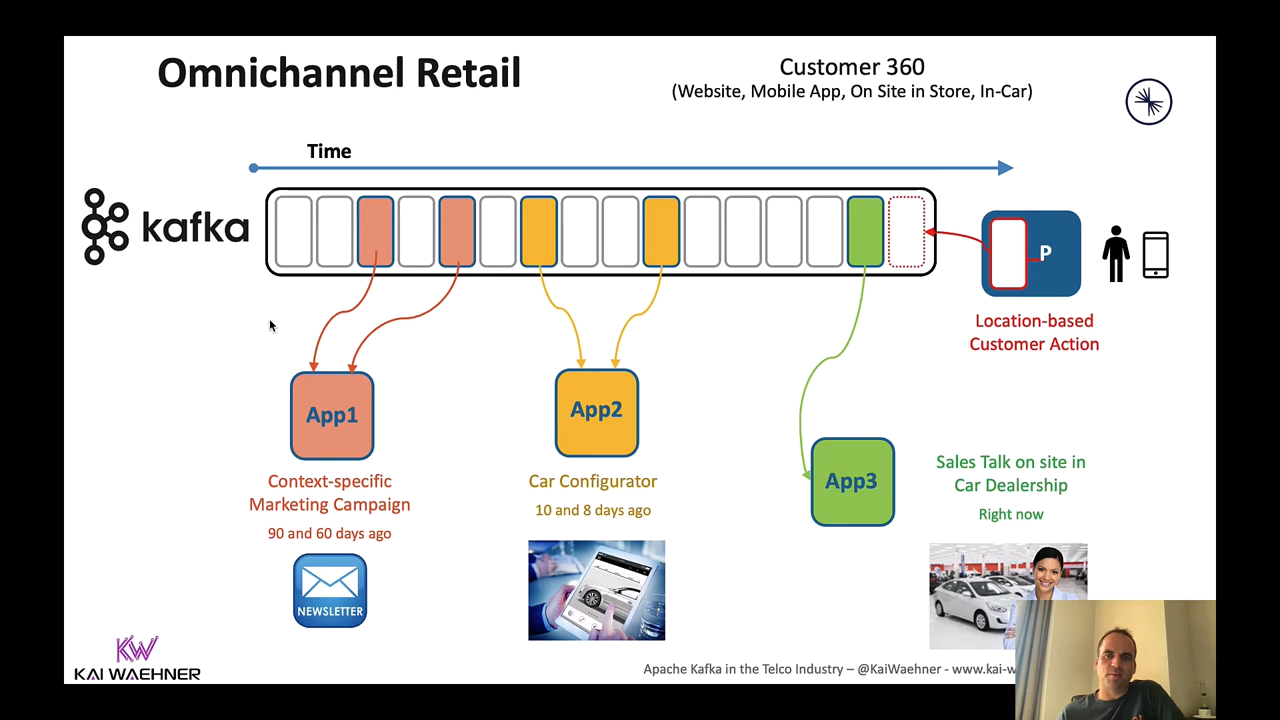 Omnichannel Retail
Customer 360
(Website, Mobile App, On Site in Store, In-Car)
Time
kafka
P
Location-based
Customer Action
App1
App2
App3
Context-specific
Marketing Campaign
90 and 60 days ago
Car Configurator
10 and 8 days ago
Sales Talk on site in
Car Dealership
Right now
NEWSLETTER
KW
KAI WAEHNER
Apache Kafka in the Telco Industry – @KaiWaehner - www.kai-w